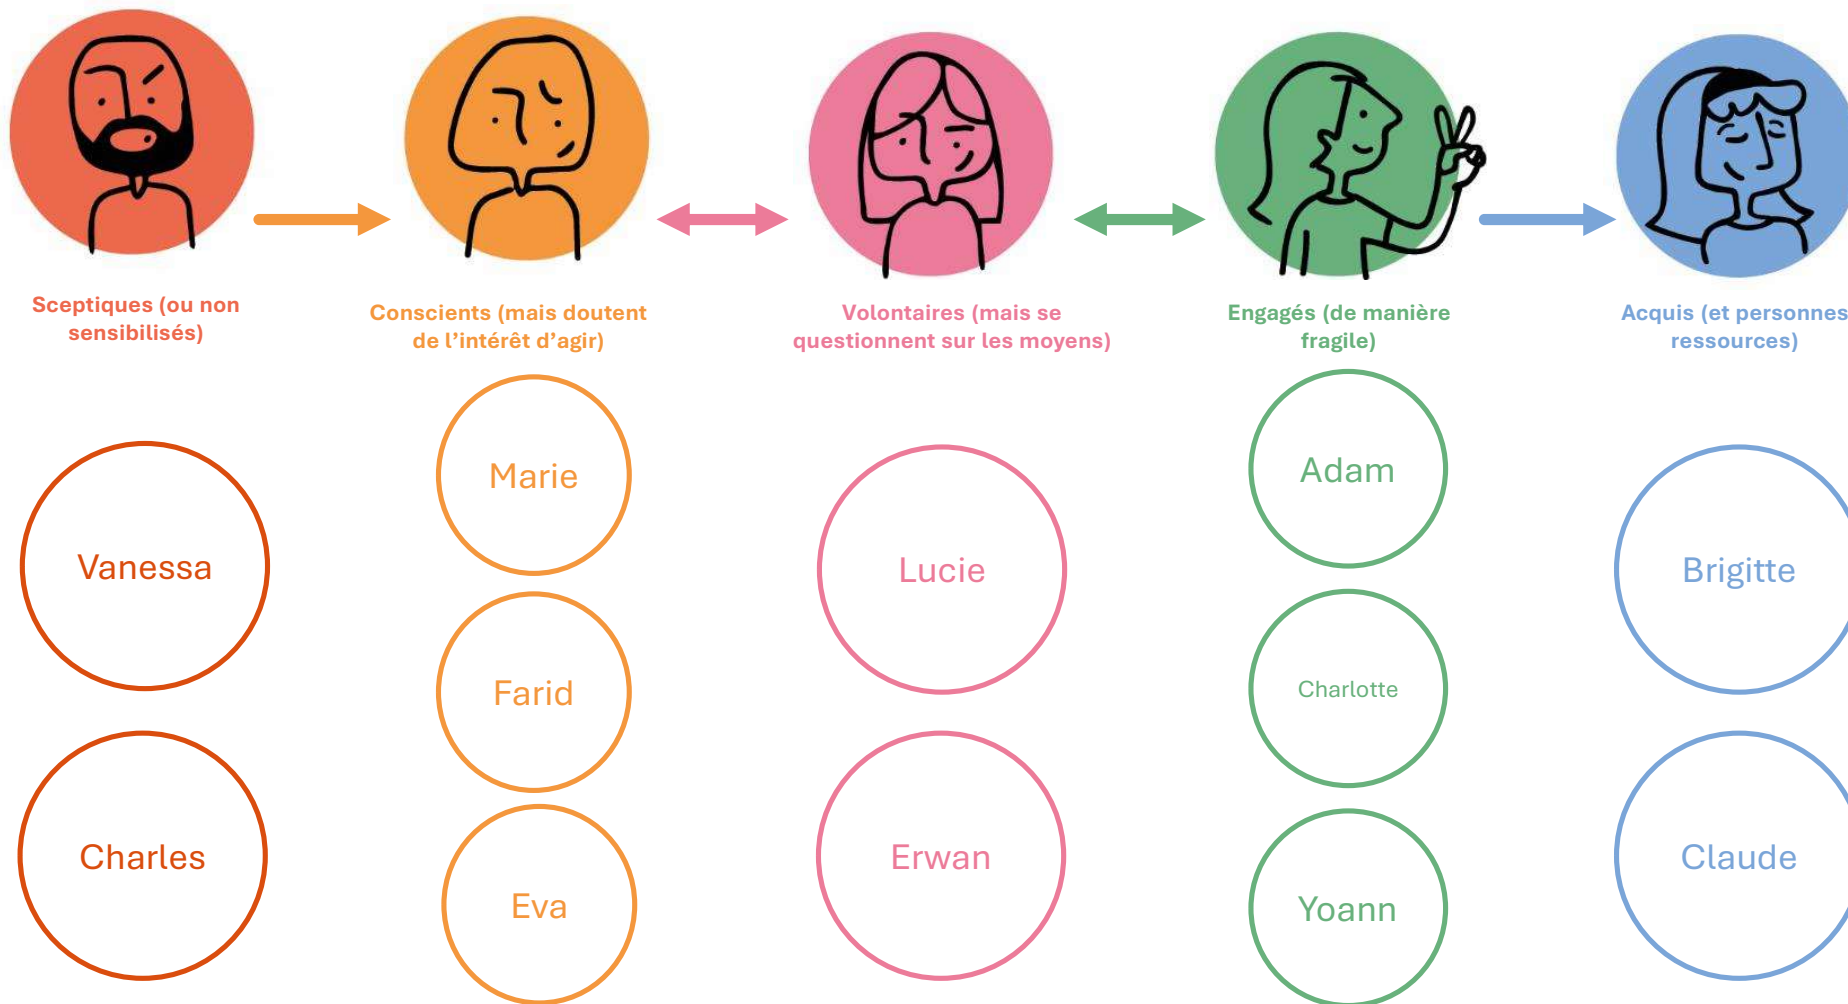 Sceptiques (ou non
sensibilisés)
Conscients (mais doutent
de l'intérêt d'agir)
Volontaires (mais se
questionnent sur les moyens)
Engagés (de manière
fragile)
Acquis (et personnes
ressources)
Vanessa
Charles
Marie
Farid
Eva
Lucie
Erwan
Adam
Charlotte
Yoann
Brigitte
Claude